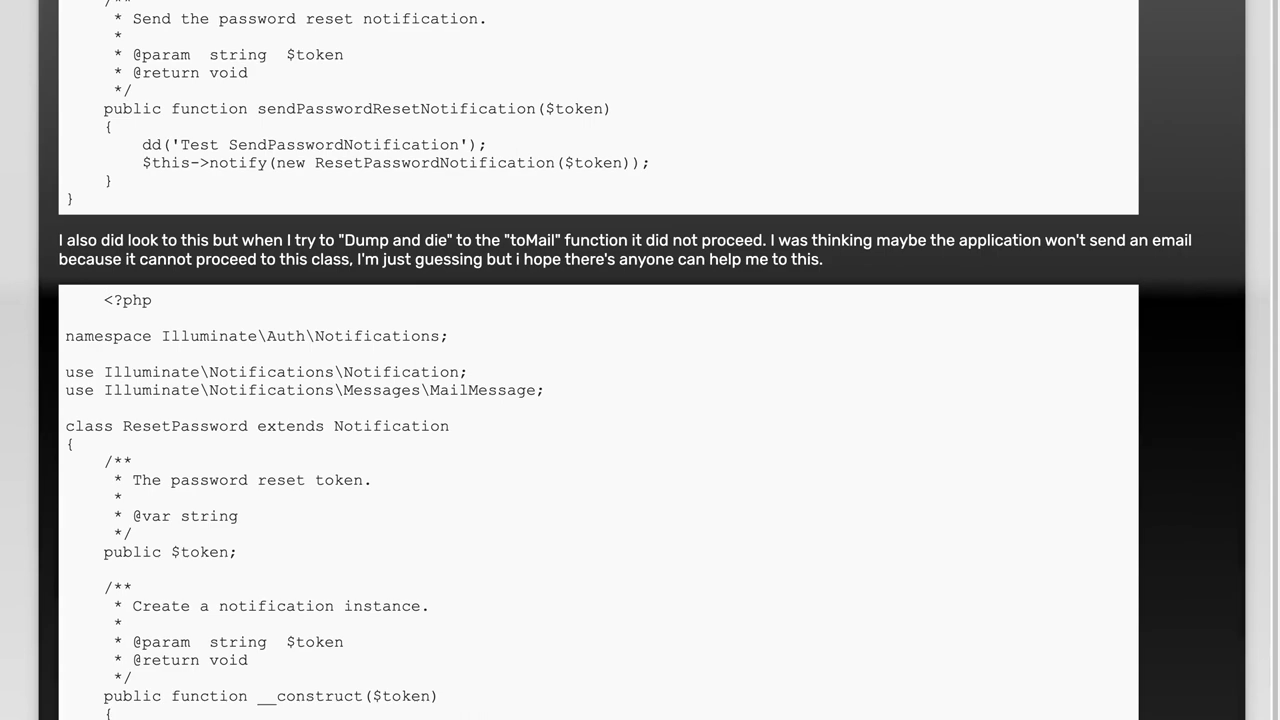 /**
* Send the password reset notification.
*
* @param  string  $token
* @return void
*/
public function sendPasswordResetNotification($token)
{
dd('Test SendPasswordNotification');
$this->notify(new ResetPasswordNotification($token));
}
}
I also did look to this but when I try to "Dump and die" to the "toMail" function it did not proceed. I was thinking maybe the application won't send an email
because it cannot proceed to this class, I'm just guessing but i hope there's anyone can help me to this.
<?php
namespace Illuminate\Auth\Notifications;
use Illuminate\Notifications\Notification;
use Illuminate\Notifications\Messages\MailMessage;
class ResetPassword extends Notification
{
/**
* The password reset token.
*
* @var string
*/
public $token;
/**
* Create a notification instance.
*
* @param  string  $token
* @return void
*/
public function __construct($token)
{